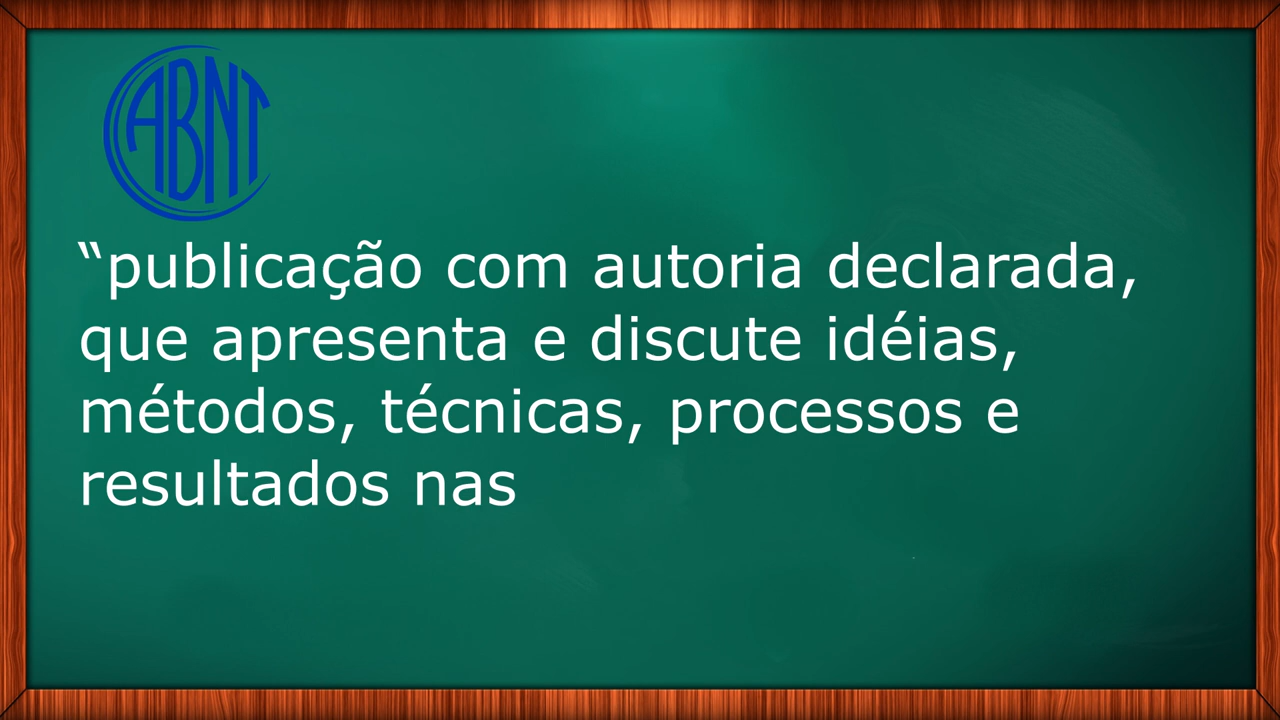 ABNT
“publicação com autoria declarada,
que apresenta e discute idéias,
métodos, técnicas, processos e
resultados nas